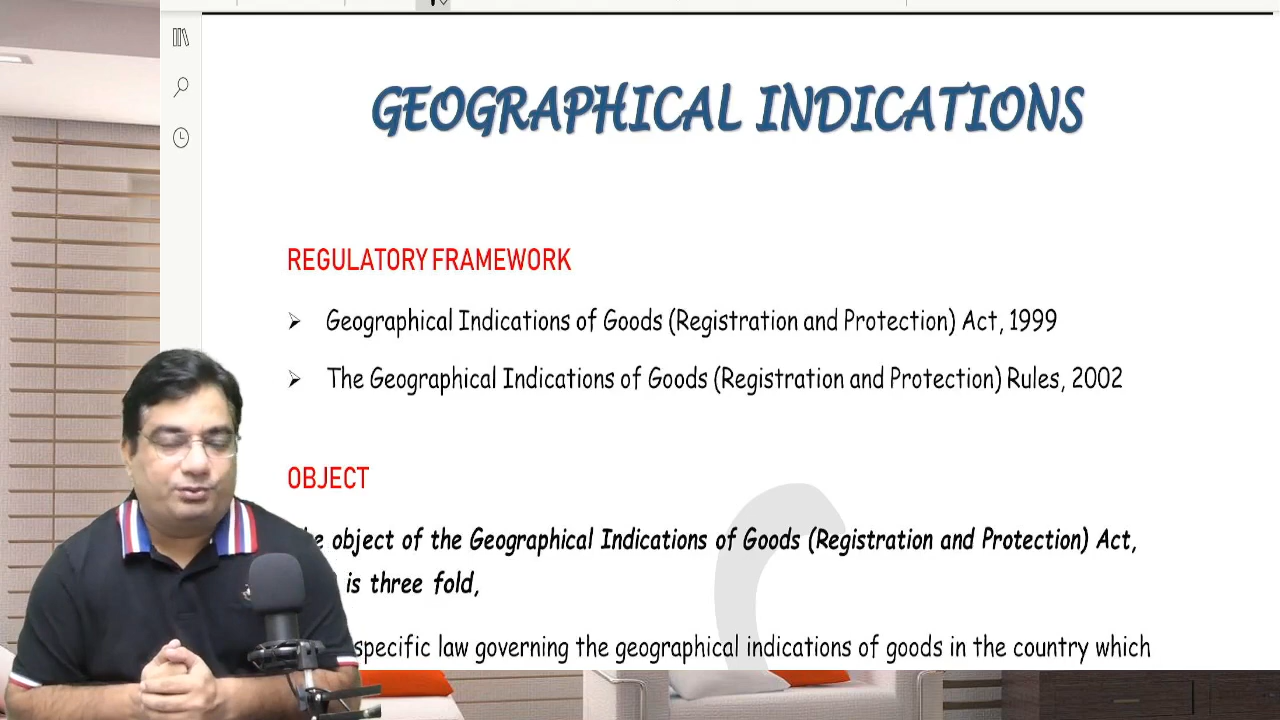 GEOGRAPHICAL INDICATIONS
REGULATORY FRAMEWORK
Geographical Indications of Goods (Registration and Protection) Act, 1999
The Geographical Indications of Goods (Registration and Protection) Rules, 2002
OBJECT
object of the Geographical Indications of Goods (Registration and Protection) Act,
is three fold,
specific law governing the geographical indications of goods in the country which